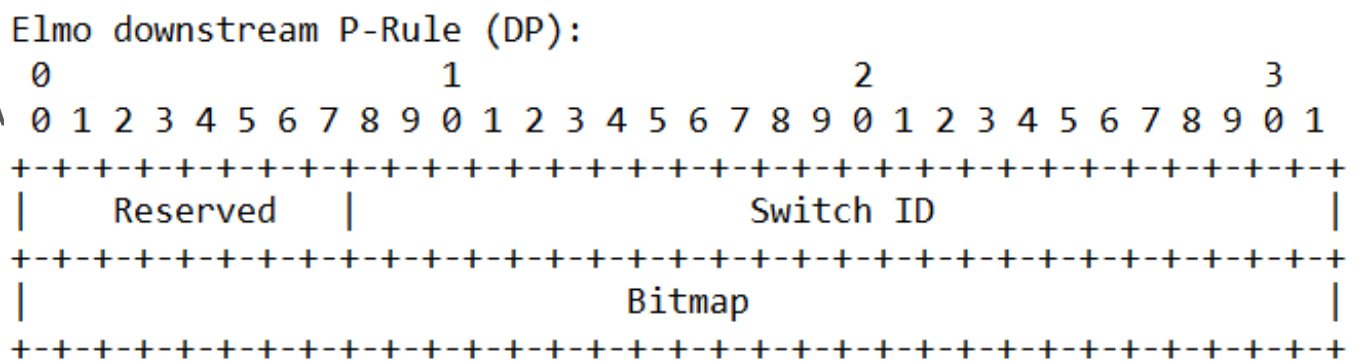 Elmo downstream P-Rule (DP):
 0                   1                   2                   3
 0 1 2 3 4 5 6 7 8 9 0 1 2 3 4 5 6 7 8 9 0 1 2 3 4 5 6 7 8 9 0 1
+-+-+-+-+-+-+-+-+-+-+-+-+-+-+-+-+-+-+-+-+-+-+-+-+-+-+-+-+-+-+-+-+
|    Reserved   |                   Switch ID                   |
+-+-+-+-+-+-+-+-+-+-+-+-+-+-+-+-+-+-+-+-+-+-+-+-+-+-+-+-+-+-+-+-+
|                             Bitmap                            |
+-+-+-+-+-+-+-+-+-+-+-+-+-+-+-+-+-+-+-+-+-+-+-+-+-+-+-+-+-+-+-+-+